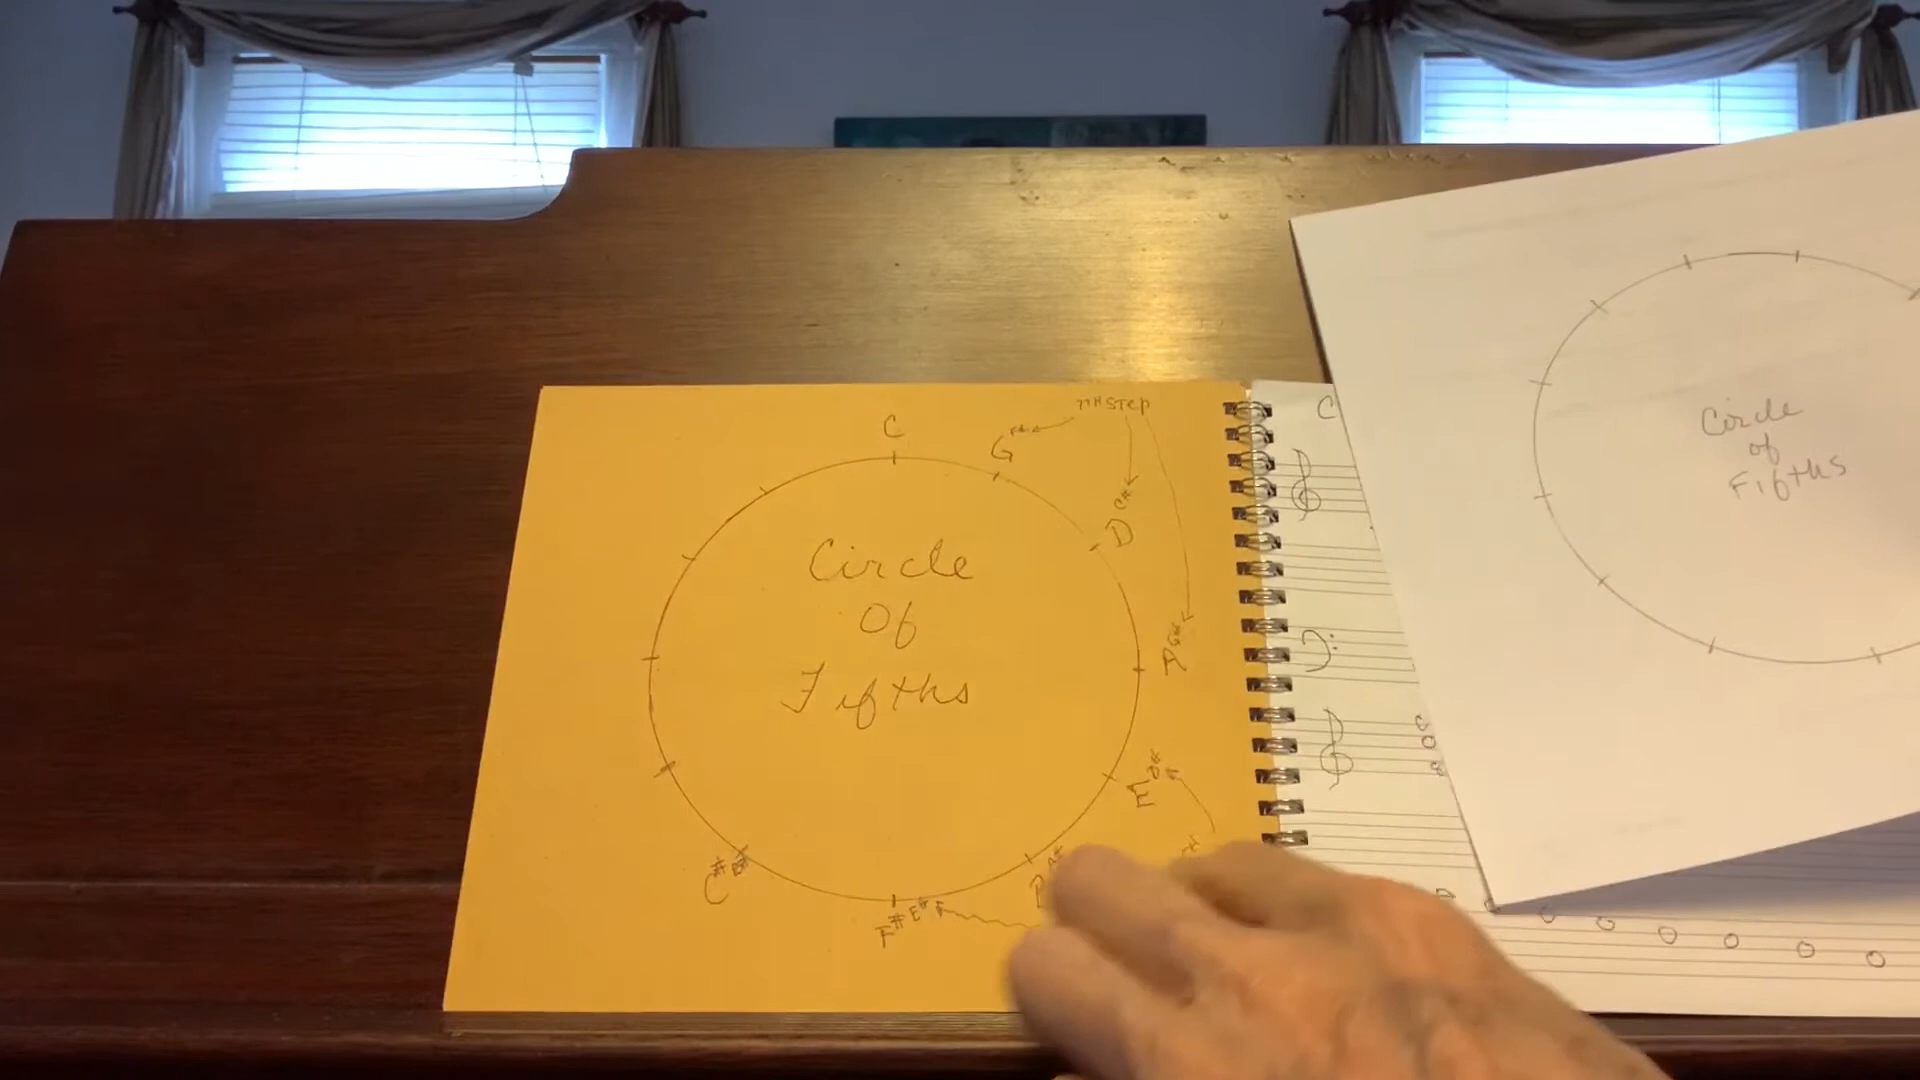 C
7TH STEP
G F#
D C#
A G#
E D#
B A#
F# E#
C# B#
Circle
Of
Fifths
C
Circle
of
Fifths